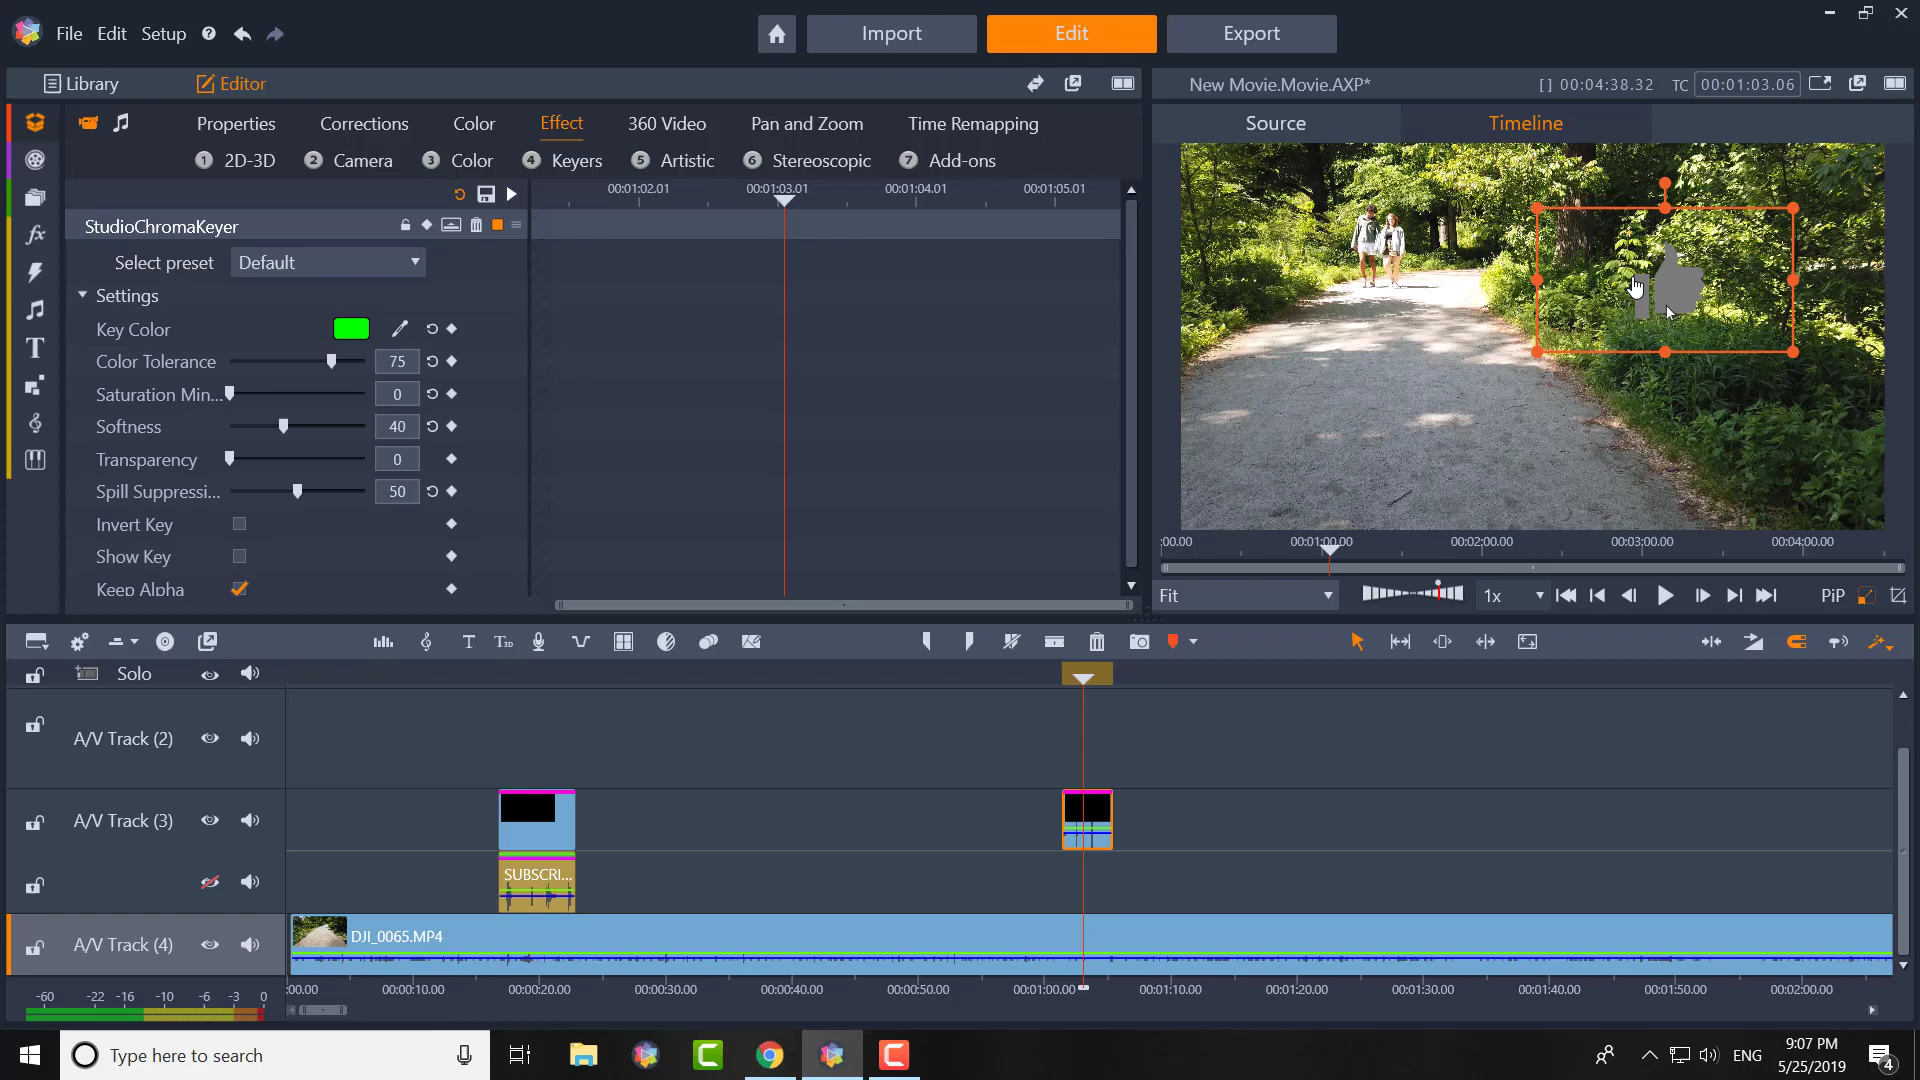 File Edit Setup
Import Edit Export
Library Editor
New Movie.Movie.AXP* [ ] 00:04:38.32 TC 00:01:03.06
Properties Corrections Color Effect 360 Video Pan and Zoom Time Remapping
Source Timeline
1 2D-3D 2 Camera 3 Color 4 Keyers 5 Artistic 6 Stereoscopic 7 Add-ons
00:01:02.01 00:01:03.01 00:01:04.01 00:01:05.01
StudioChromaKeyer
Select preset Default
Settings
Key Color
Color Tolerance 75
Saturation Min... 0
Softness 40
Transparency 0
Spill Suppressi... 50
Invert Key
Show Key
Keep Alpha
:00.00 00:01:00.00 00:02:00.00 00:03:00.00 00:04:00.00
Fit 1x PiP
T T3D
Solo
A/V Track (2)
A/V Track (3)
SUBSCRI...
A/V Track (4) DJI_0065.MP4
:00.00 00:00:10.00 00:00:20.00 00:00:30.00 00:00:40.00 00:00:50.00 00:01:00.00 00:01:10.00 00:01:20.00 00:01:30.00 00:01:40.00 00:01:50.00 00:02:00.00
-60 -22 -16 -10 -6 -3 0
Type here to search
ENG
9:07 PM
5/25/2019
4